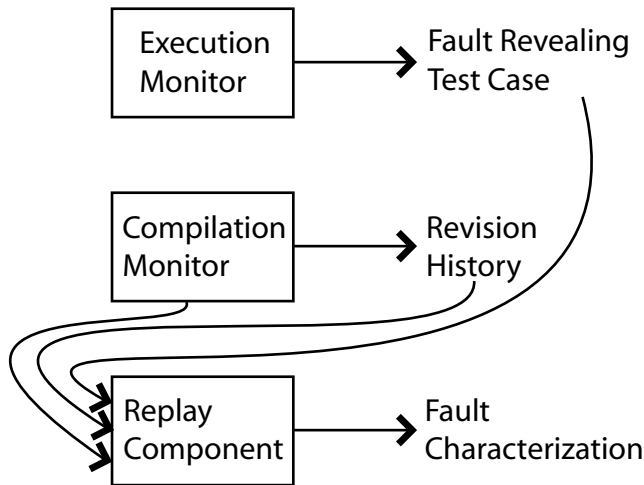 Execution
Monitor
Fault Revealing
Test Case
Compilation
Monitor
Revision
History
Replay
Component
Fault
Characterization